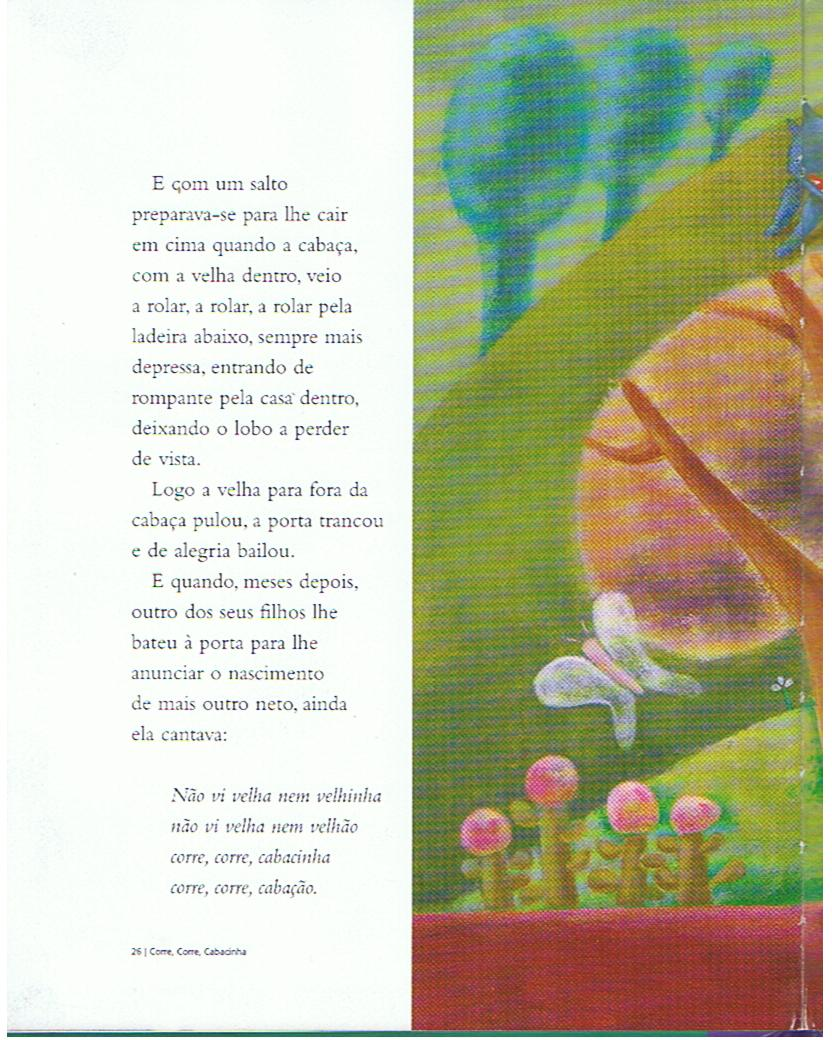 E com um salto
preparava-se para lhe cair
em cima quando a cabaça,
com a velha dentro, veio
a rolar, a rolar, a rolar pela
ladeira abaixo, sempre mais
depressa, entrando de
rompante pela casa dentro,
deixando o lobo a perder
de vista.
Logo a velha para fora da
cabaça pulou, a porta trancou
e de alegria bailou.
E quando, meses depois,
outro dos seus filhos lhe
bateu à porta para lhe
anunciar o nascimento
de mais outro neto, ainda
ela cantava:
Não vi velha nem velhinha
não vi velha nem velhão
corre, corre, cabacinha
corre, corre, cabação.
26 | Corre, Corre, Cabacinha